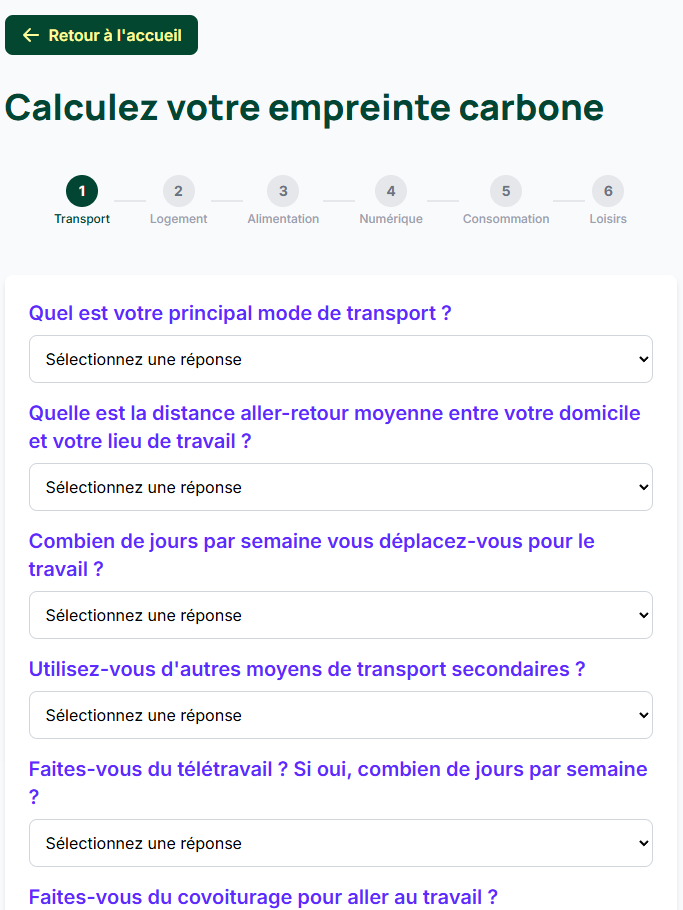 ← Retour à l'accueil
Calculez votre empreinte carbone
1 2 3 4 5 6
Transport Logement Alimentation Numérique Consommation Loisirs
Quel est votre principal mode de transport ?
Sélectionnez une réponse
Quelle est la distance aller-retour moyenne entre votre domicile
et votre lieu de travail ?
Sélectionnez une réponse
Combien de jours par semaine vous déplacez-vous pour le
travail ?
Sélectionnez une réponse
Utilisez-vous d'autres moyens de transport secondaires ?
Sélectionnez une réponse
Faites-vous du télétravail ? Si oui, combien de jours par semaine
?
Sélectionnez une réponse
Faites-vous du covoiturage pour aller au travail ?